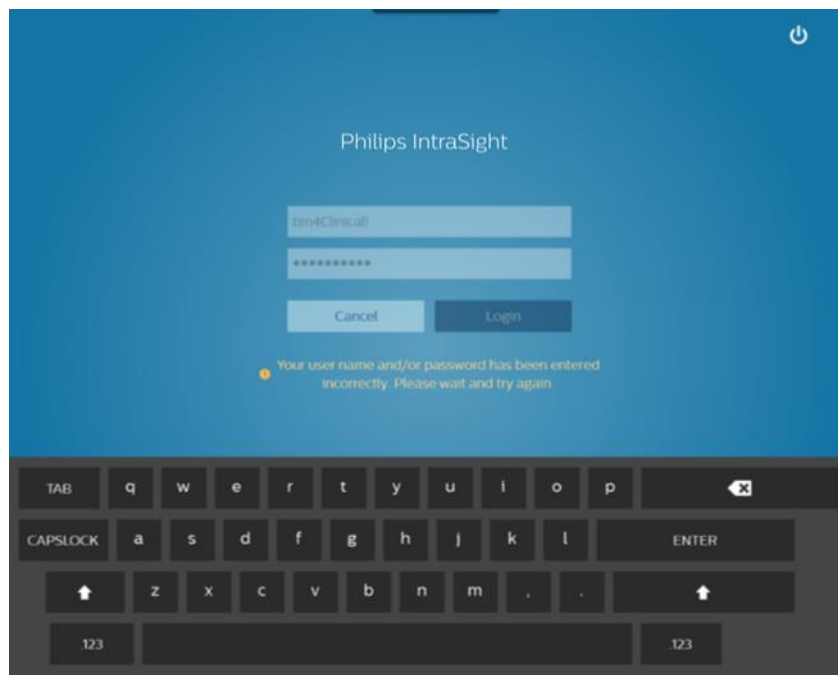 Philips IntraSight
tim4Clinical!
**********
Cancel Login
Your user name and/or password has been entered
incorrectly. Please wait and try again.
TAB q w e r t y u i o p
CAPSLOCK a s d f g h j k l ENTER
z x c v b n m , .
.123 .123